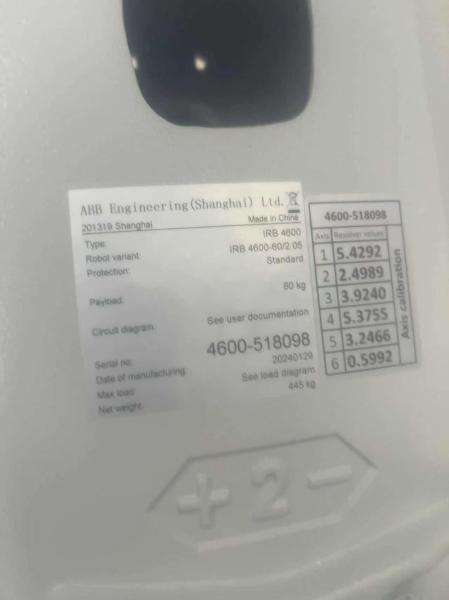 ABB Engineering(Shanghai) Ltd.
201319 Shanghai Made in China
Type: IRB 4600
Robot variant: IRB 4600-60/2.05
Protection: Standard
Payload: 60 kg
Circuit diagram: See user documentation
Serial no: 4600-518098
Date of manufacturing: 20240129
Max load: See load diagram
Net weight: 445 kg
4600-518098
Axis Resolver values
1 5.4292
2 2.4989
3 3.9240
4 5.3755
5 3.2466
6 0.5992
Axis calibration
+ 2 -